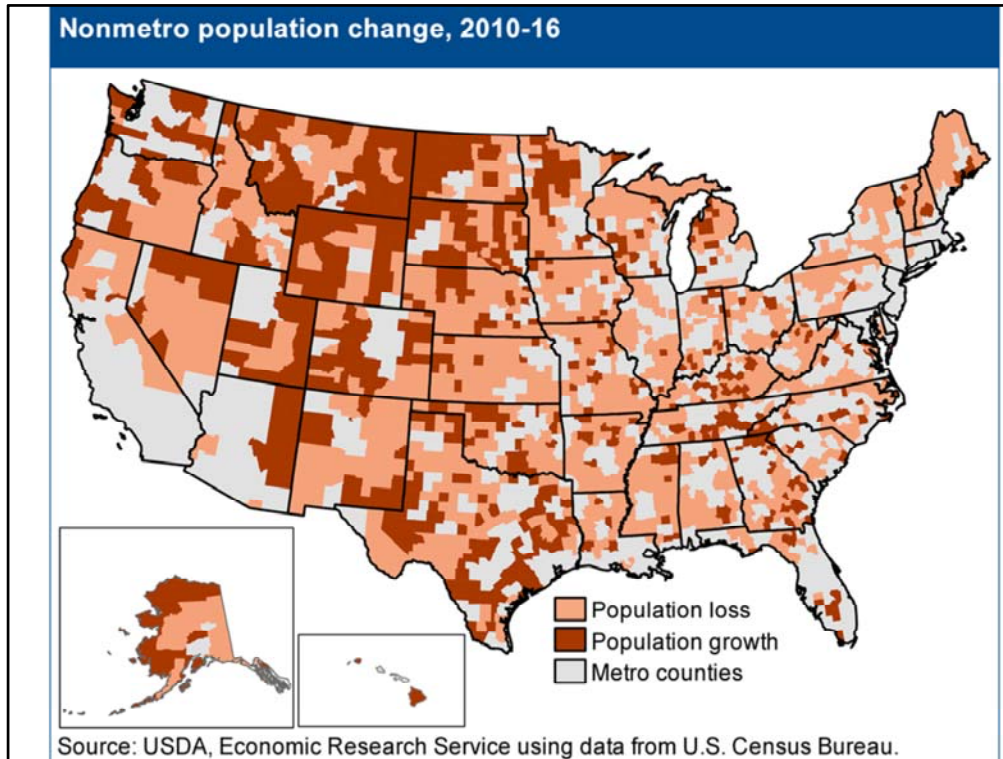 Nonmetro population change, 2010-16
Population loss
Population growth
Metro counties
Source: USDA, Economic Research Service using data from U.S. Census Bureau.